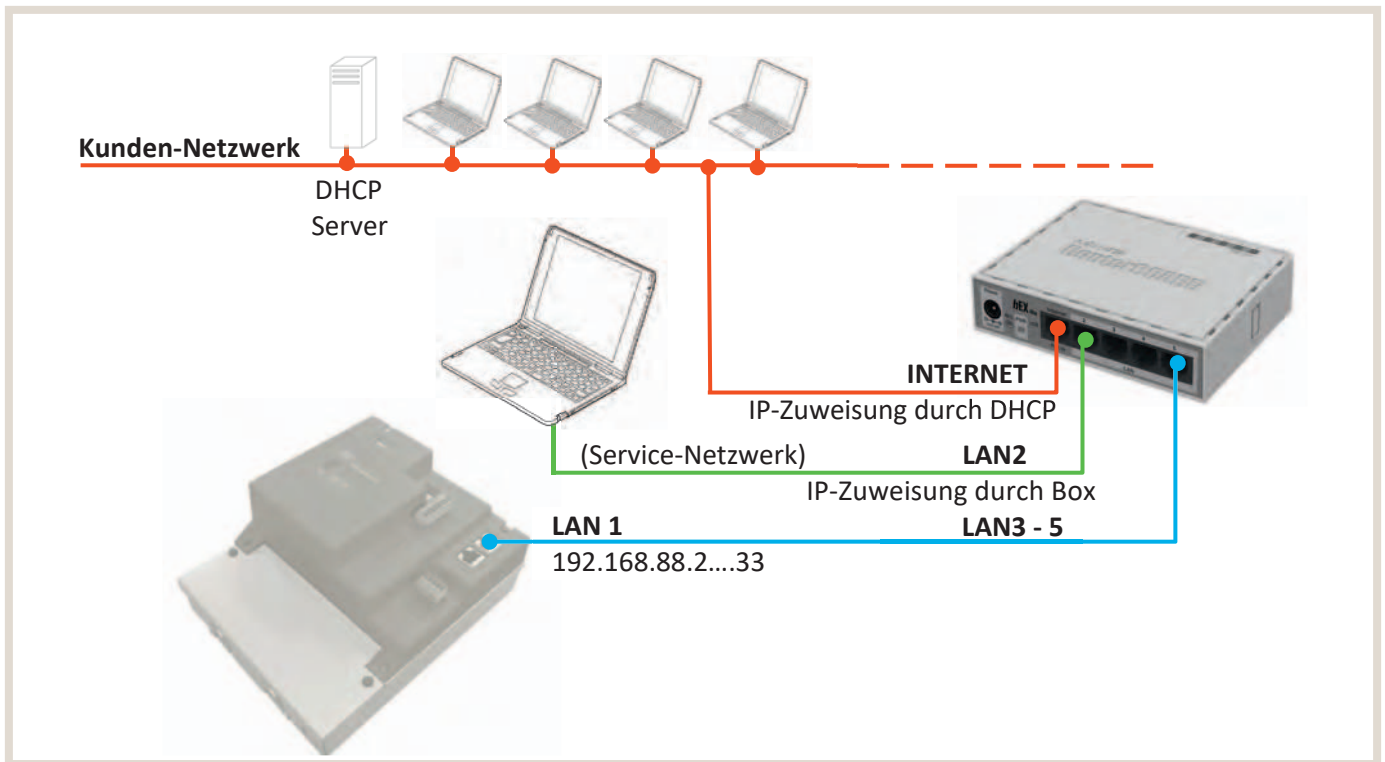 Kunden-Netzwerk
DHCP
Server
hEX
INTERNET
IP-Zuweisung durch DHCP
(Service-Netzwerk)
LAN2
IP-Zuweisung durch Box
LAN 1
LAN3 - 5
192.168.88.2....33